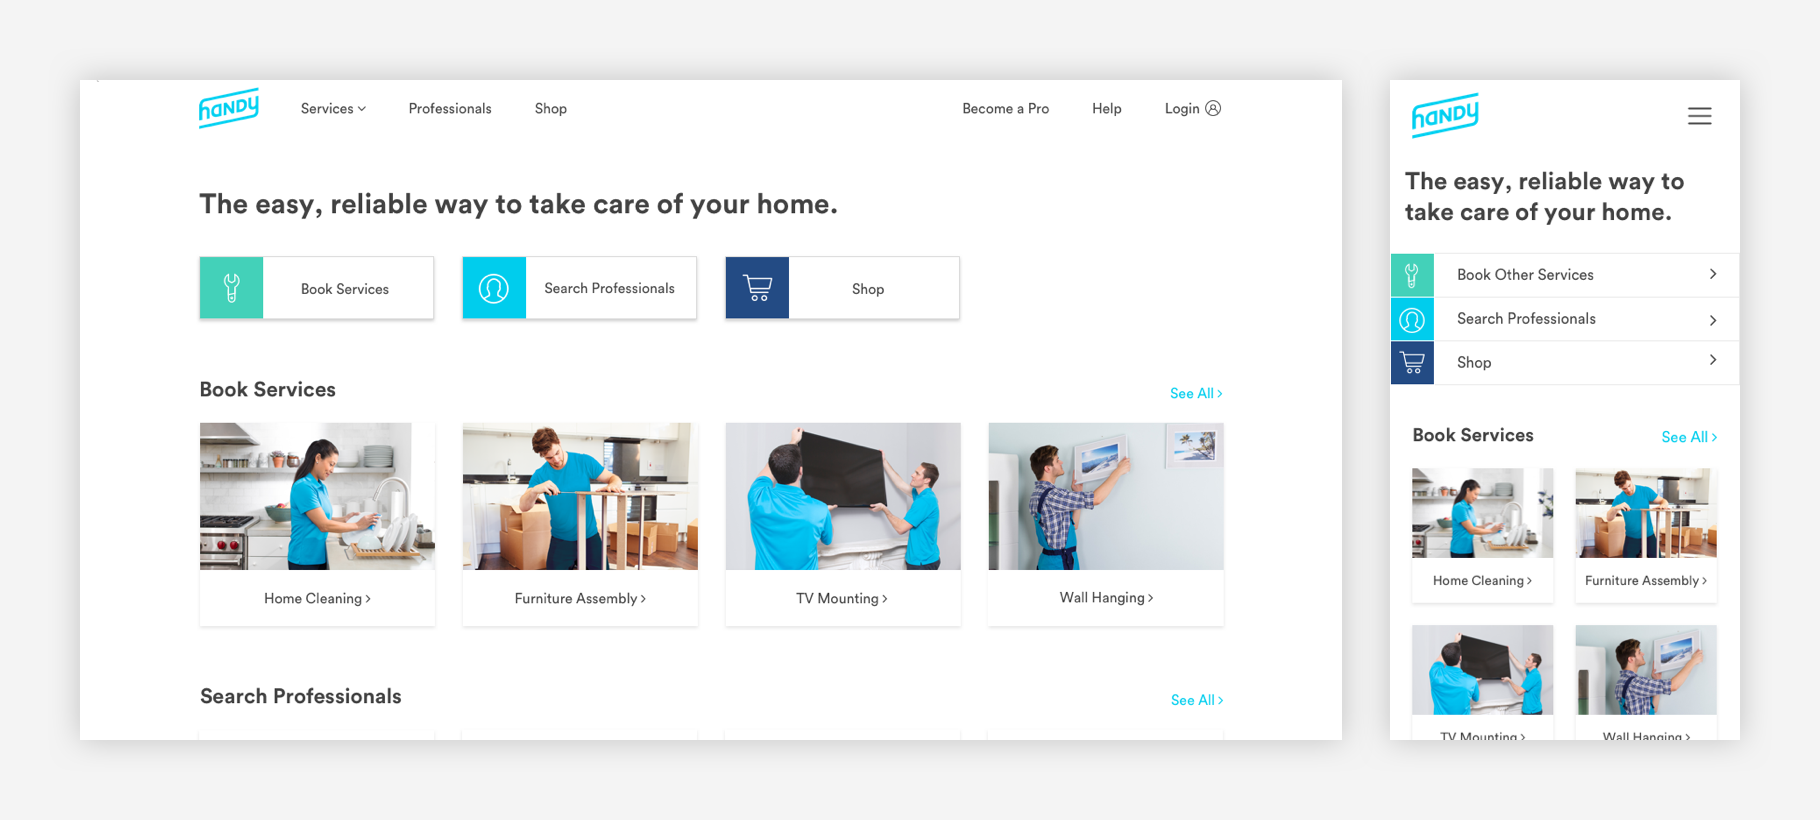 handy
Services
Professionals
Shop
Become a Pro
Help
Login
The easy, reliable way to take care of your home.
Book Services
Search Professionals
Shop
Book Services
See All
Home Cleaning
Furniture Assembly
TV Mounting
Wall Hanging
Search Professionals
See All
handy
The easy, reliable way to
take care of your home.
Book Other Services
Search Professionals
Shop
Book Services
See All
Home Cleaning
Furniture Assembly
TV Mounting
Wall Hanging